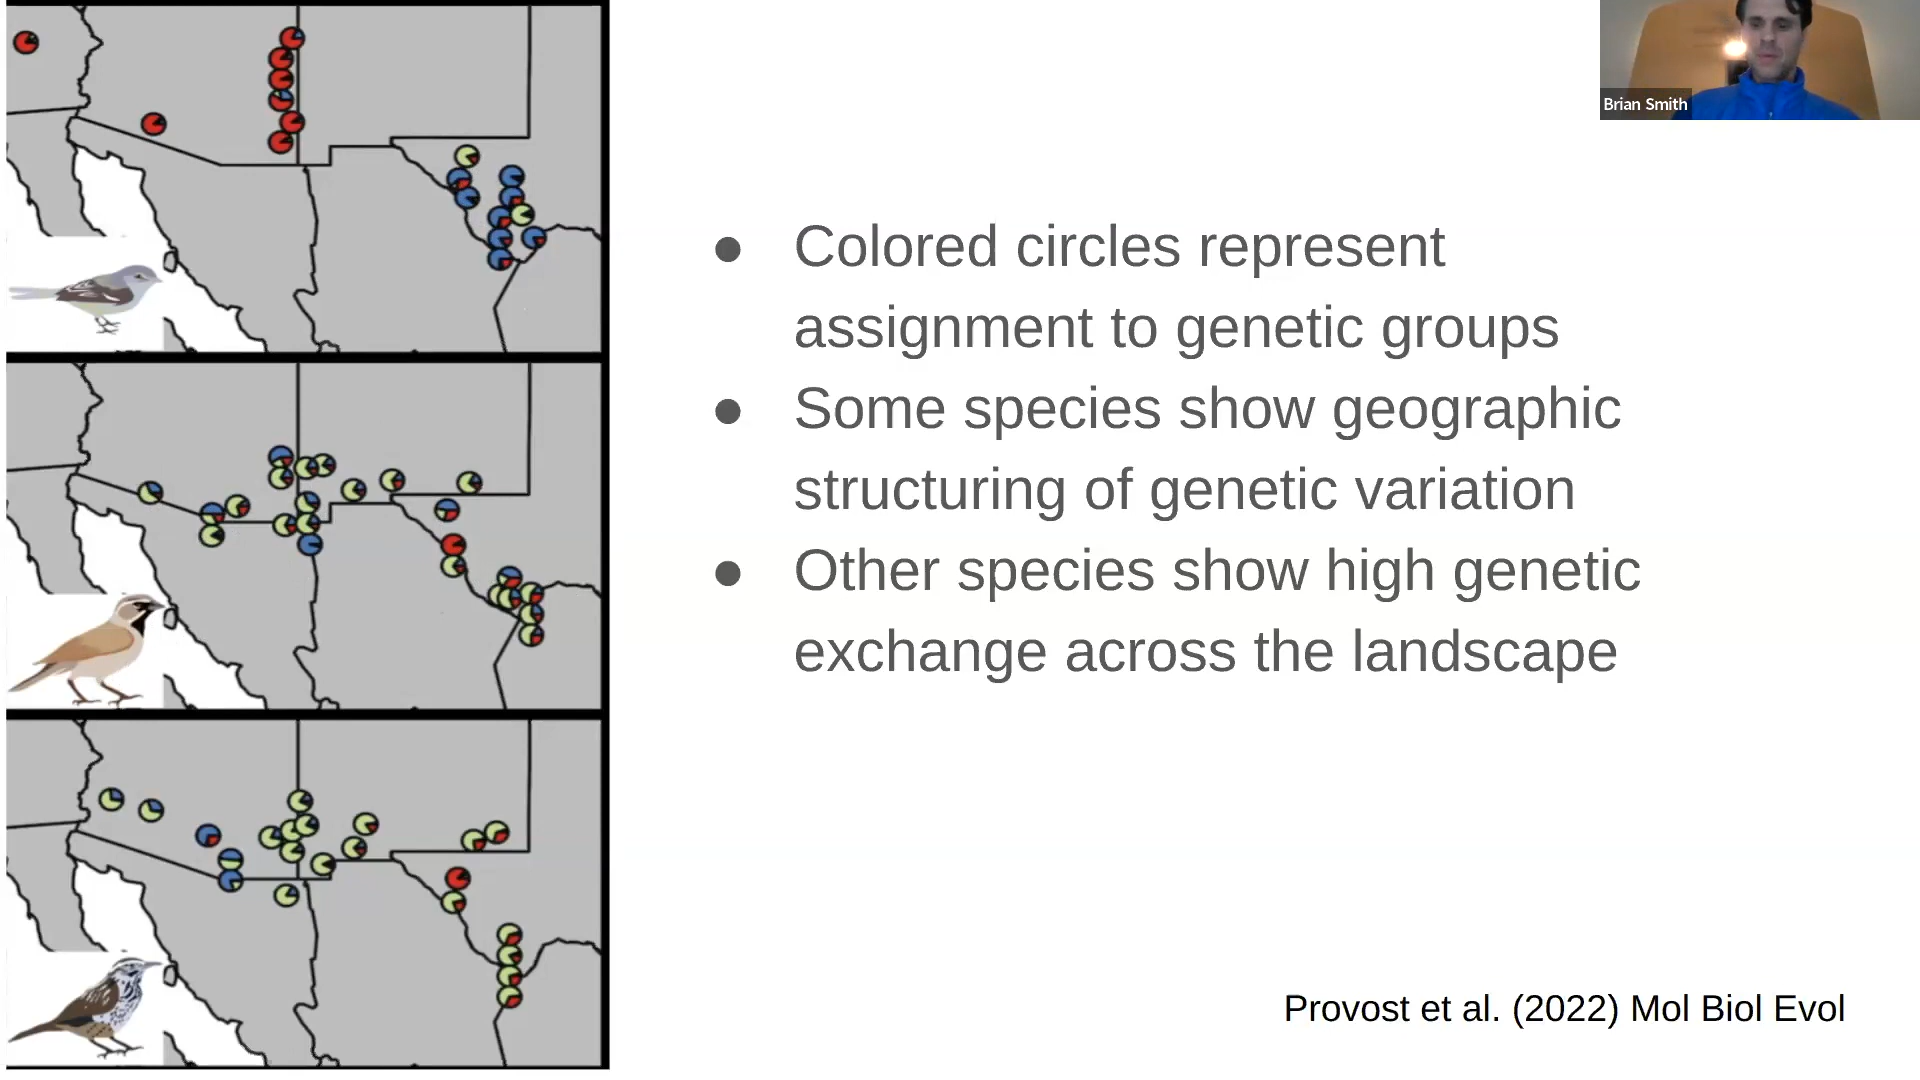 Brian Smith
● Colored circles represent
assignment to genetic groups
● Some species show geographic
structuring of genetic variation
● Other species show high genetic
exchange across the landscape
Provost et al. (2022) Mol Biol Evol